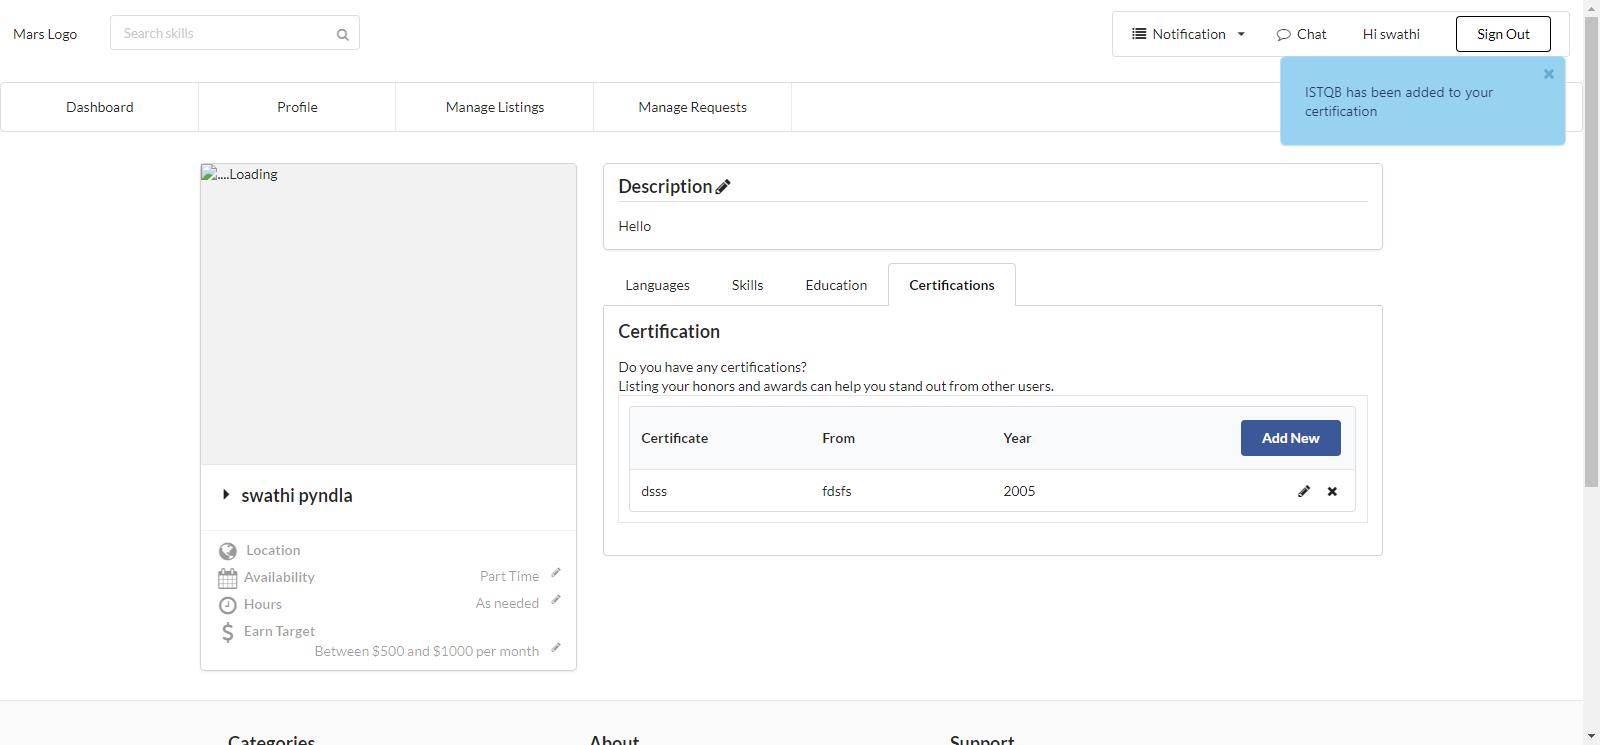 Mars Logo
Search skills
Notification
Chat
Hi swathi
Sign Out
ISTQB has been added to your
certification
Dashboard
Profile
Manage Listings
Manage Requests
....Loading
swathi pyndla
Location
Availability
Part Time
Hours
As needed
Earn Target
Between $500 and $1000 per month
Description
Hello
Languages
Skills
Education
Certifications
Certification
Do you have any certifications?
Listing your honors and awards can help you stand out from other users.
Certificate
From
Year
Add New
dsss
fdsfs
2005
Categories
About
Support